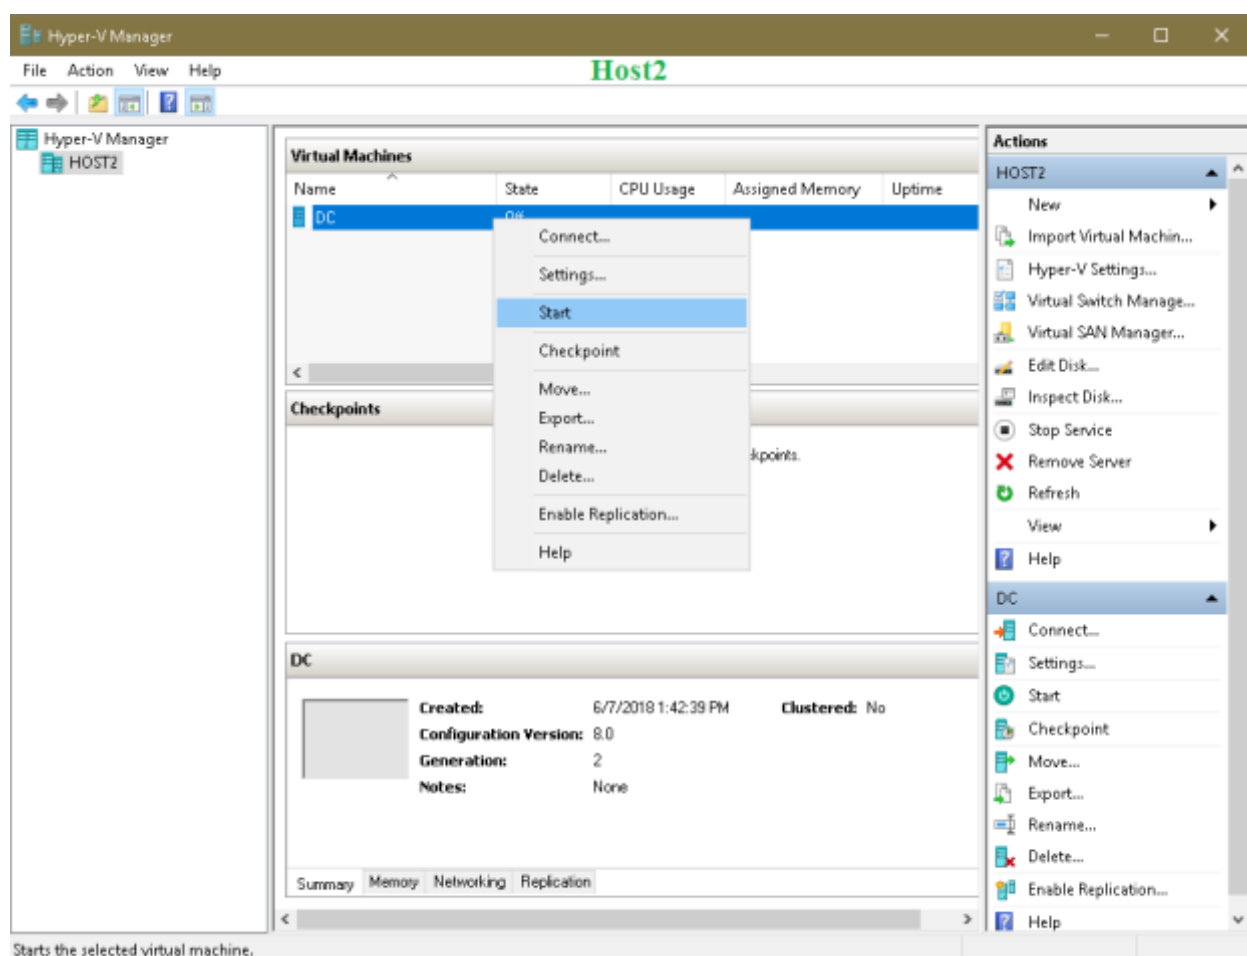 Hyper-V Manager
File Action View Help
Host2
Hyper-V Manager
HOST2
Virtual Machines
Name State CPU Usage Assigned Memory Uptime
DC Off
Connect...
Settings...
Start
Checkpoint
Move...
Export...
Rename...
Delete...
Enable Replication...
Help
Checkpoints
DC
Created: 6/7/2018 1:42:39 PM Clustered: No
Configuration Version: 8.0
Generation: 2
Notes: None
Summary Memory Networking Replication
Actions
HOST2
New
Import Virtual Machin...
Hyper-V Settings...
Virtual Switch Manage...
Virtual SAN Manager...
Edit Disk...
Inspect Disk...
Stop Service
Remove Server
Refresh
View
Help
DC
Connect...
Settings...
Start
Checkpoint
Move...
Export...
Rename...
Delete...
Enable Replication...
Help
Starts the selected virtual machine.